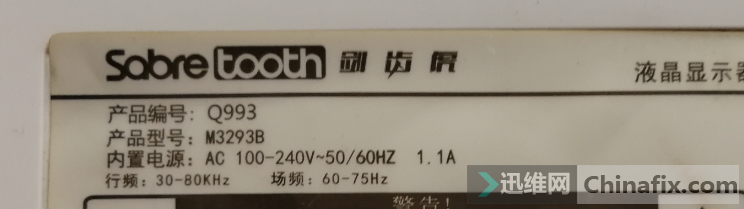 Sabre tooth 剑齿虎
液晶显示器
产品编号: Q993
产品型号: M3293B
内置电源: AC 100-240V~50/60HZ 1.1A
行频: 30-80KHz 场频: 60-75Hz
警告!
迅维网 Chinafix.com